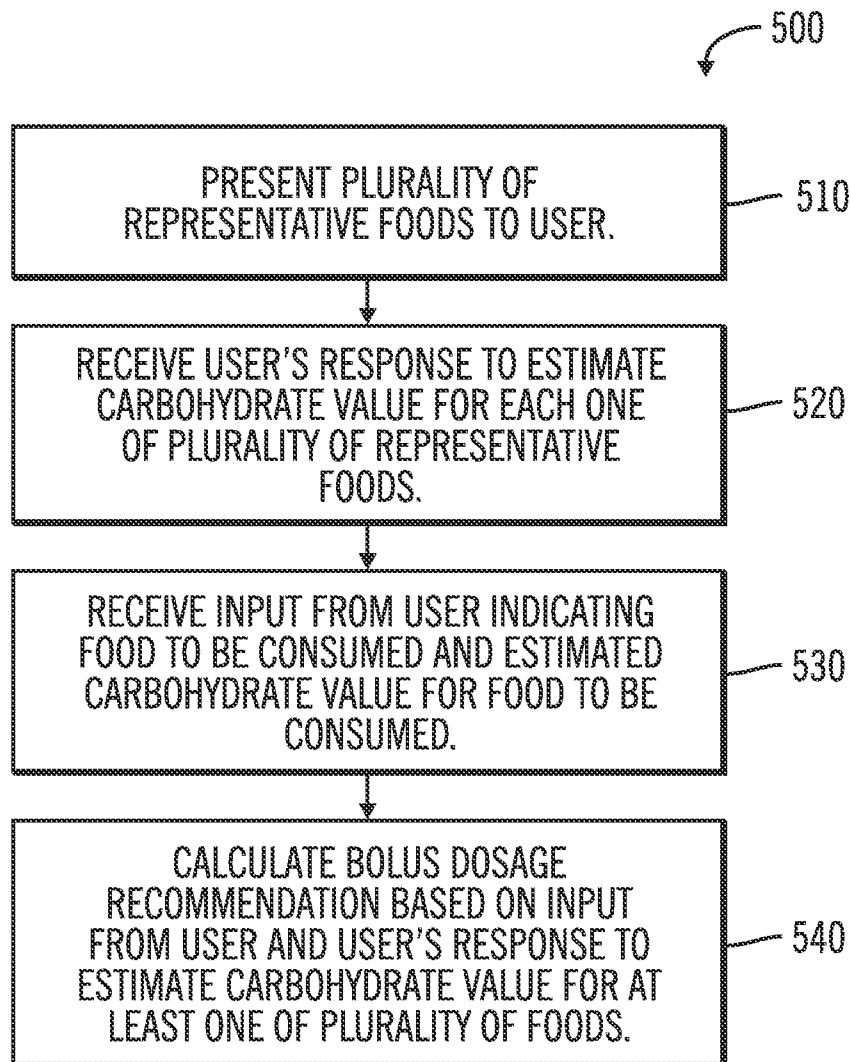 500
PRESENT PLURALITY OF
REPRESENTATIVE FOODS TO USER.
510
RECEIVE USER'S RESPONSE TO ESTIMATE
CARBOHYDRATE VALUE FOR EACH ONE
OF PLURALITY OF REPRESENTATIVE
FOODS.
520
RECEIVE INPUT FROM USER INDICATING
FOOD TO BE CONSUMED AND ESTIMATED
CARBOHYDRATE VALUE FOR FOOD TO BE
CONSUMED.
530
CALCULATE BOLUS DOSAGE
RECOMMENDATION BASED ON INPUT
FROM USER AND USER'S RESPONSE TO
ESTIMATE CARBOHYDRATE VALUE FOR AT
LEAST ONE OF PLURALITY OF FOODS.
540